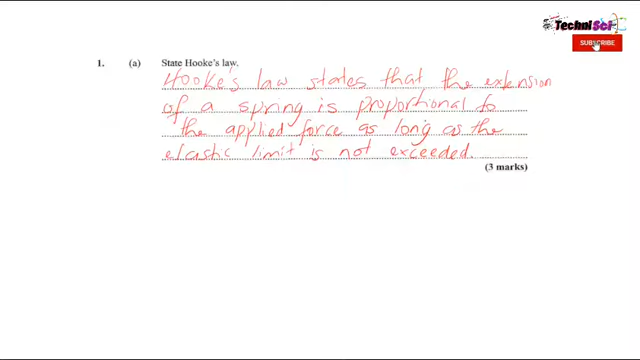 TechniSci
SUBSCRIBE
1. (a) State Hooke's law.
Hooke's law states that the extension
of a spring is proportional to
the applied force as long as the
elastic limit is not exceeded.
(3 marks)